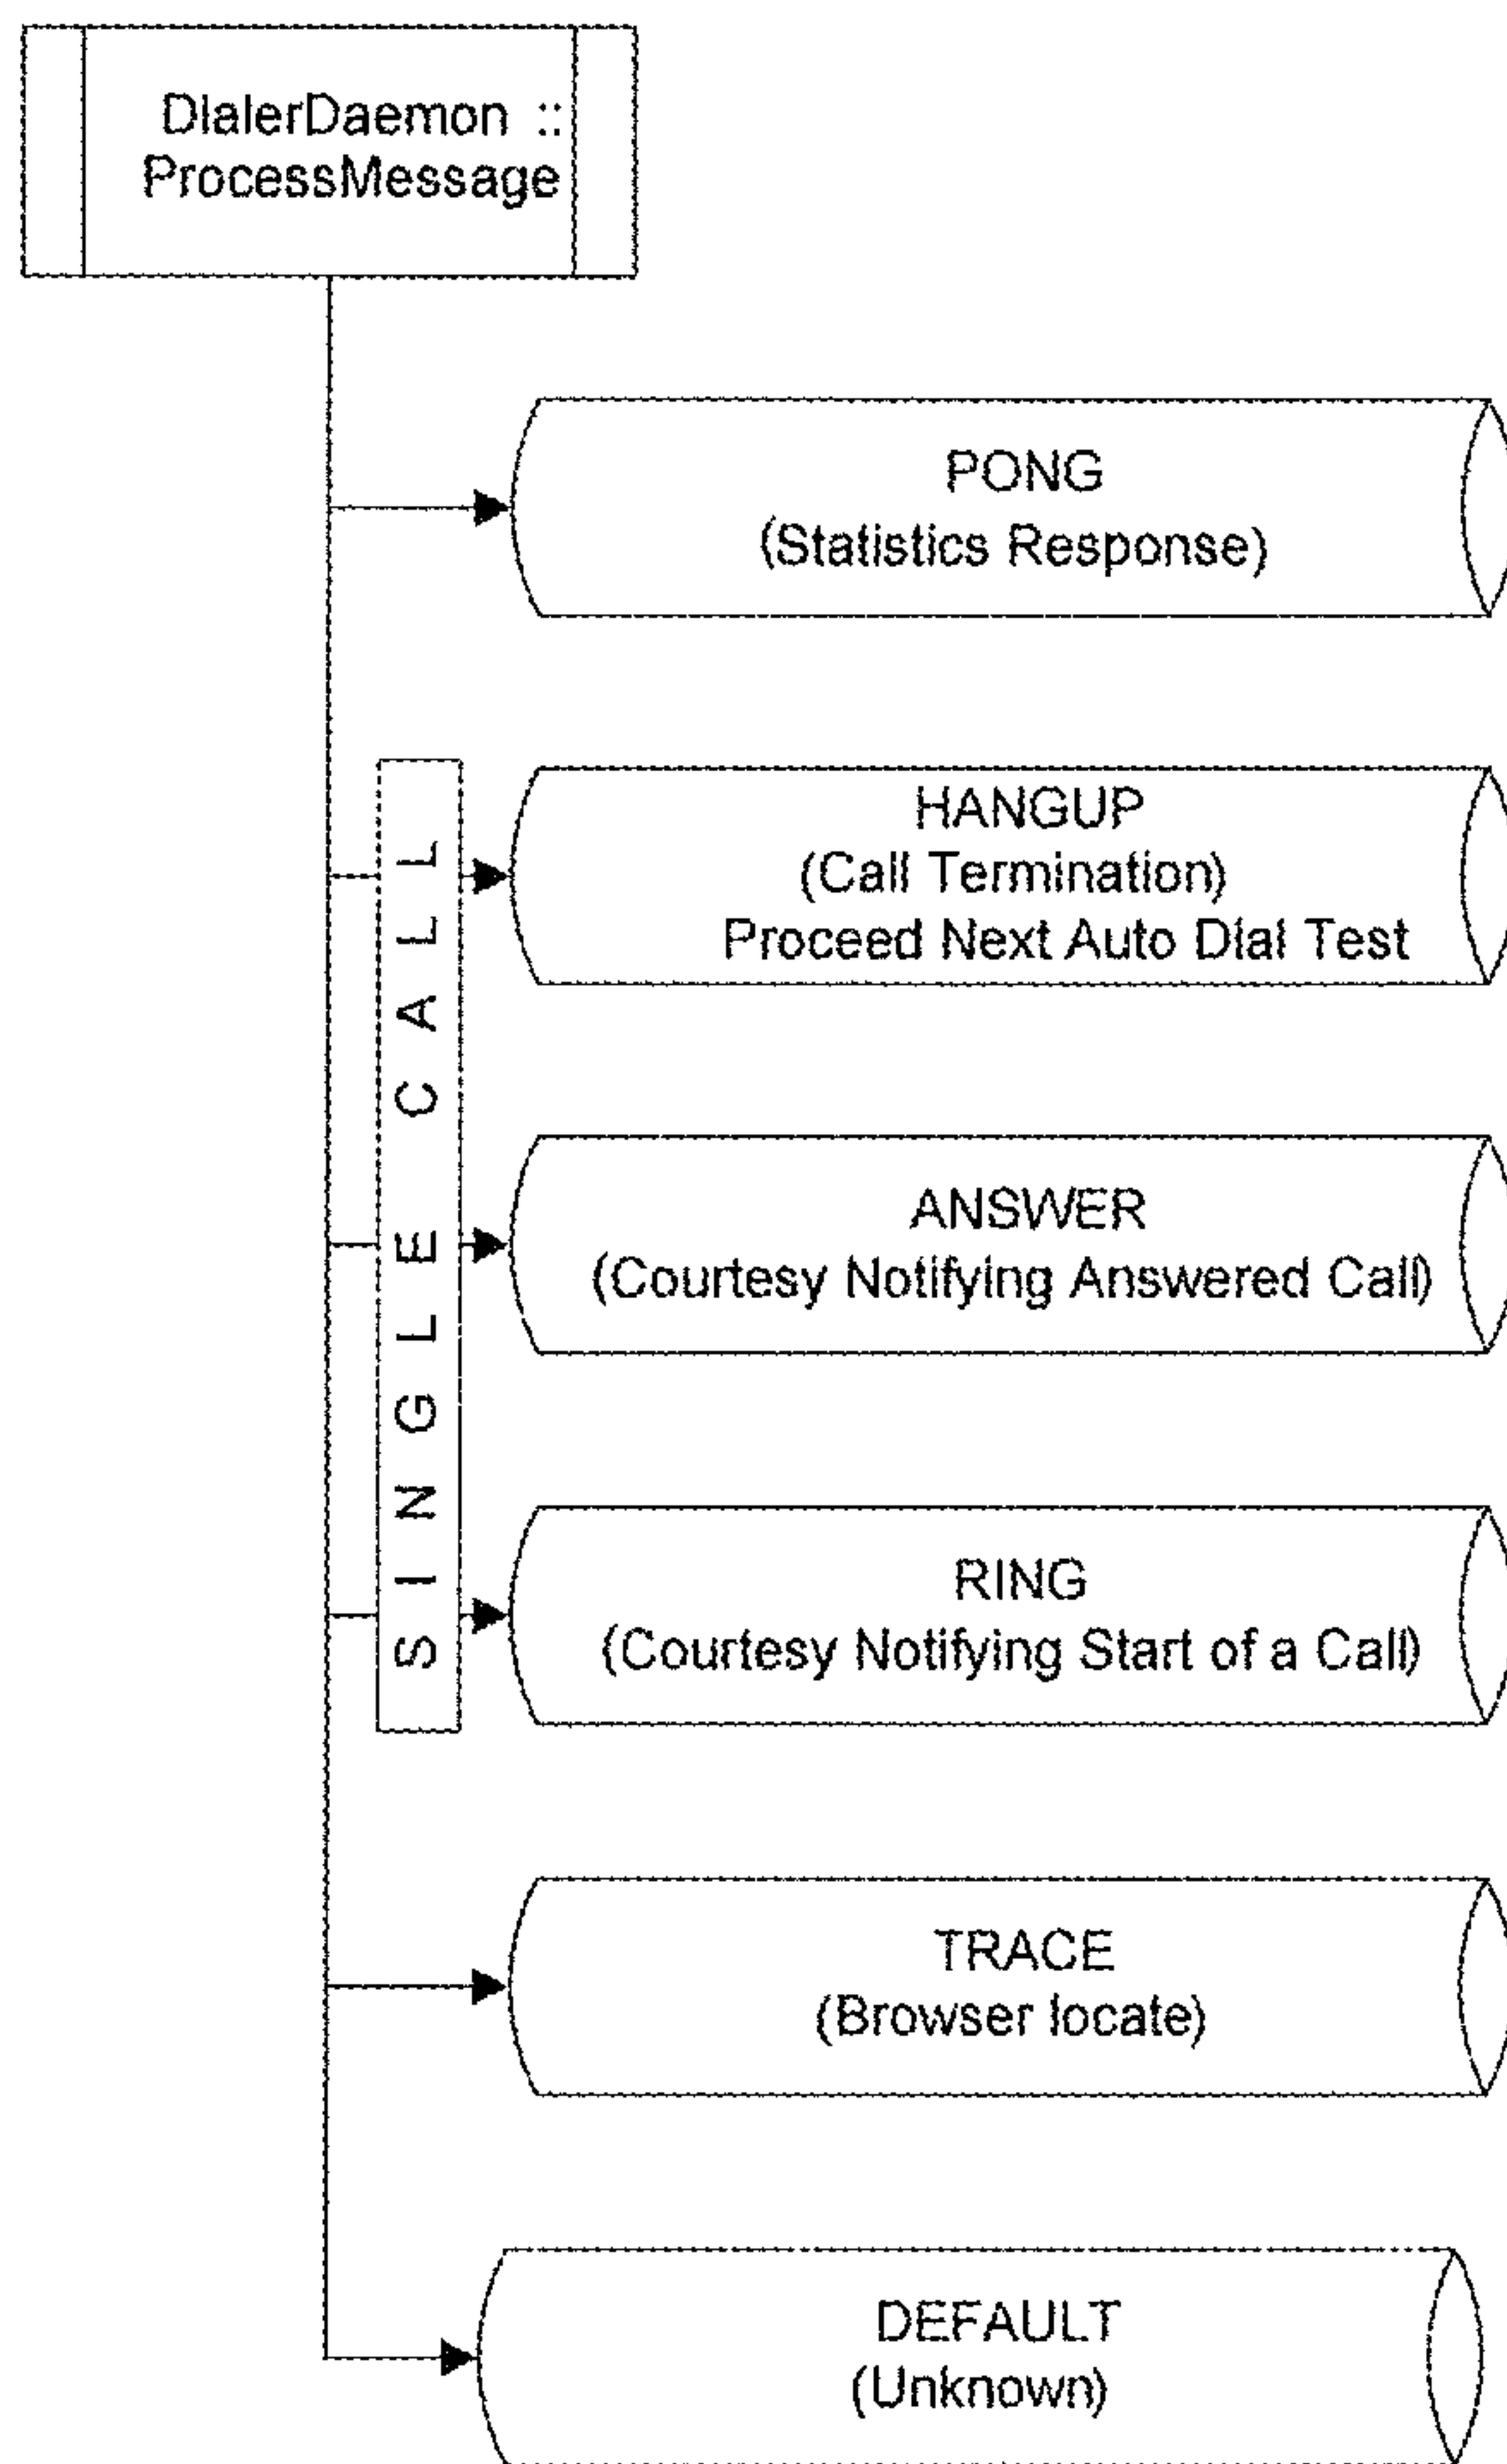 DialerDaemon ::
ProcessMessage
PONG
(Statistics Response)
SINGLE CALL
HANGUP
(Call Termination)
Proceed Next Auto Dial Test
ANSWER
(Courtesy Notifying Answered Call)
RING
(Courtesy Notifying Start of a Call)
TRACE
(Browser locate)
DEFAULT
(Unknown)